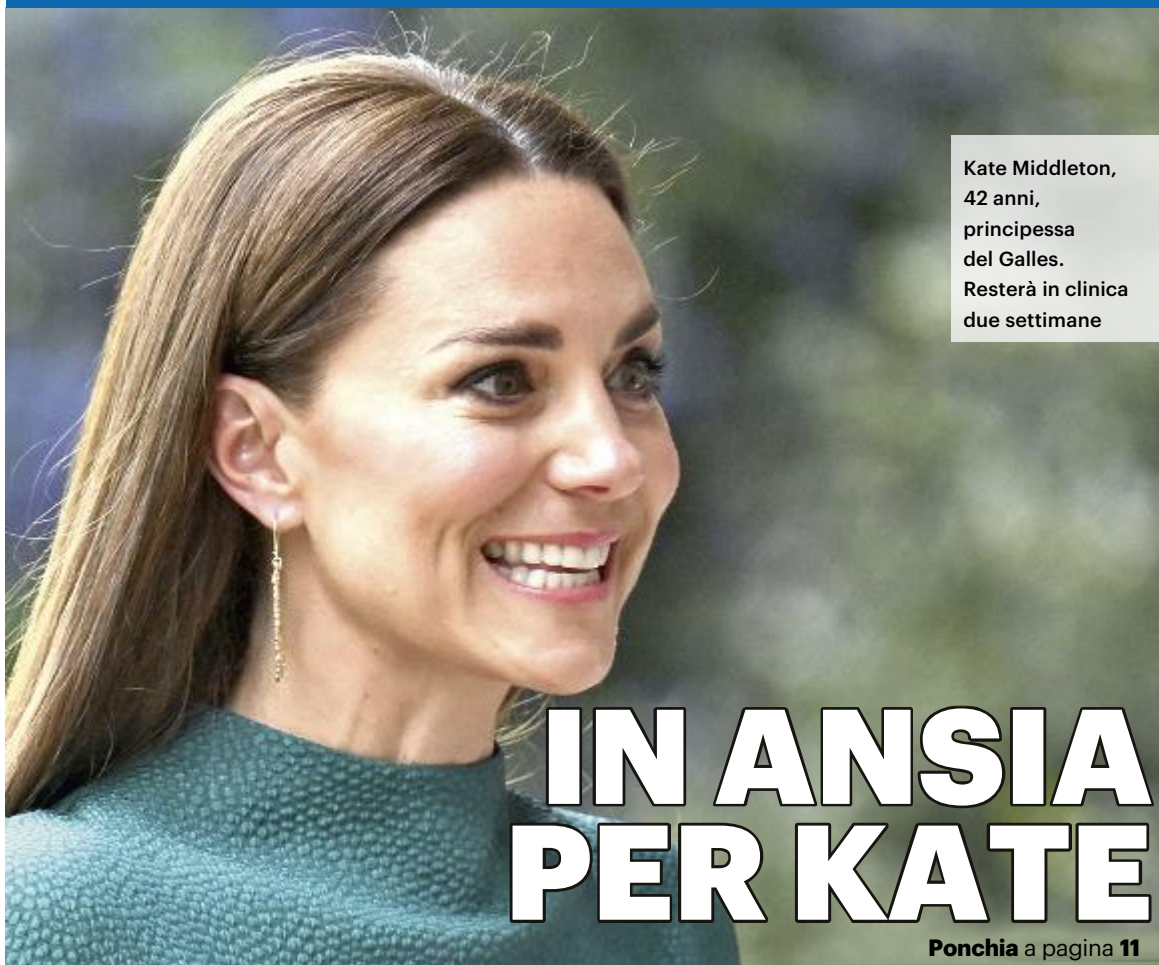 Kate Middleton,
42 anni,
principessa
del Galles.
Resterà in clinica
due settimane
IN ANSIA
PER KATE
Ponchia a pagina 11